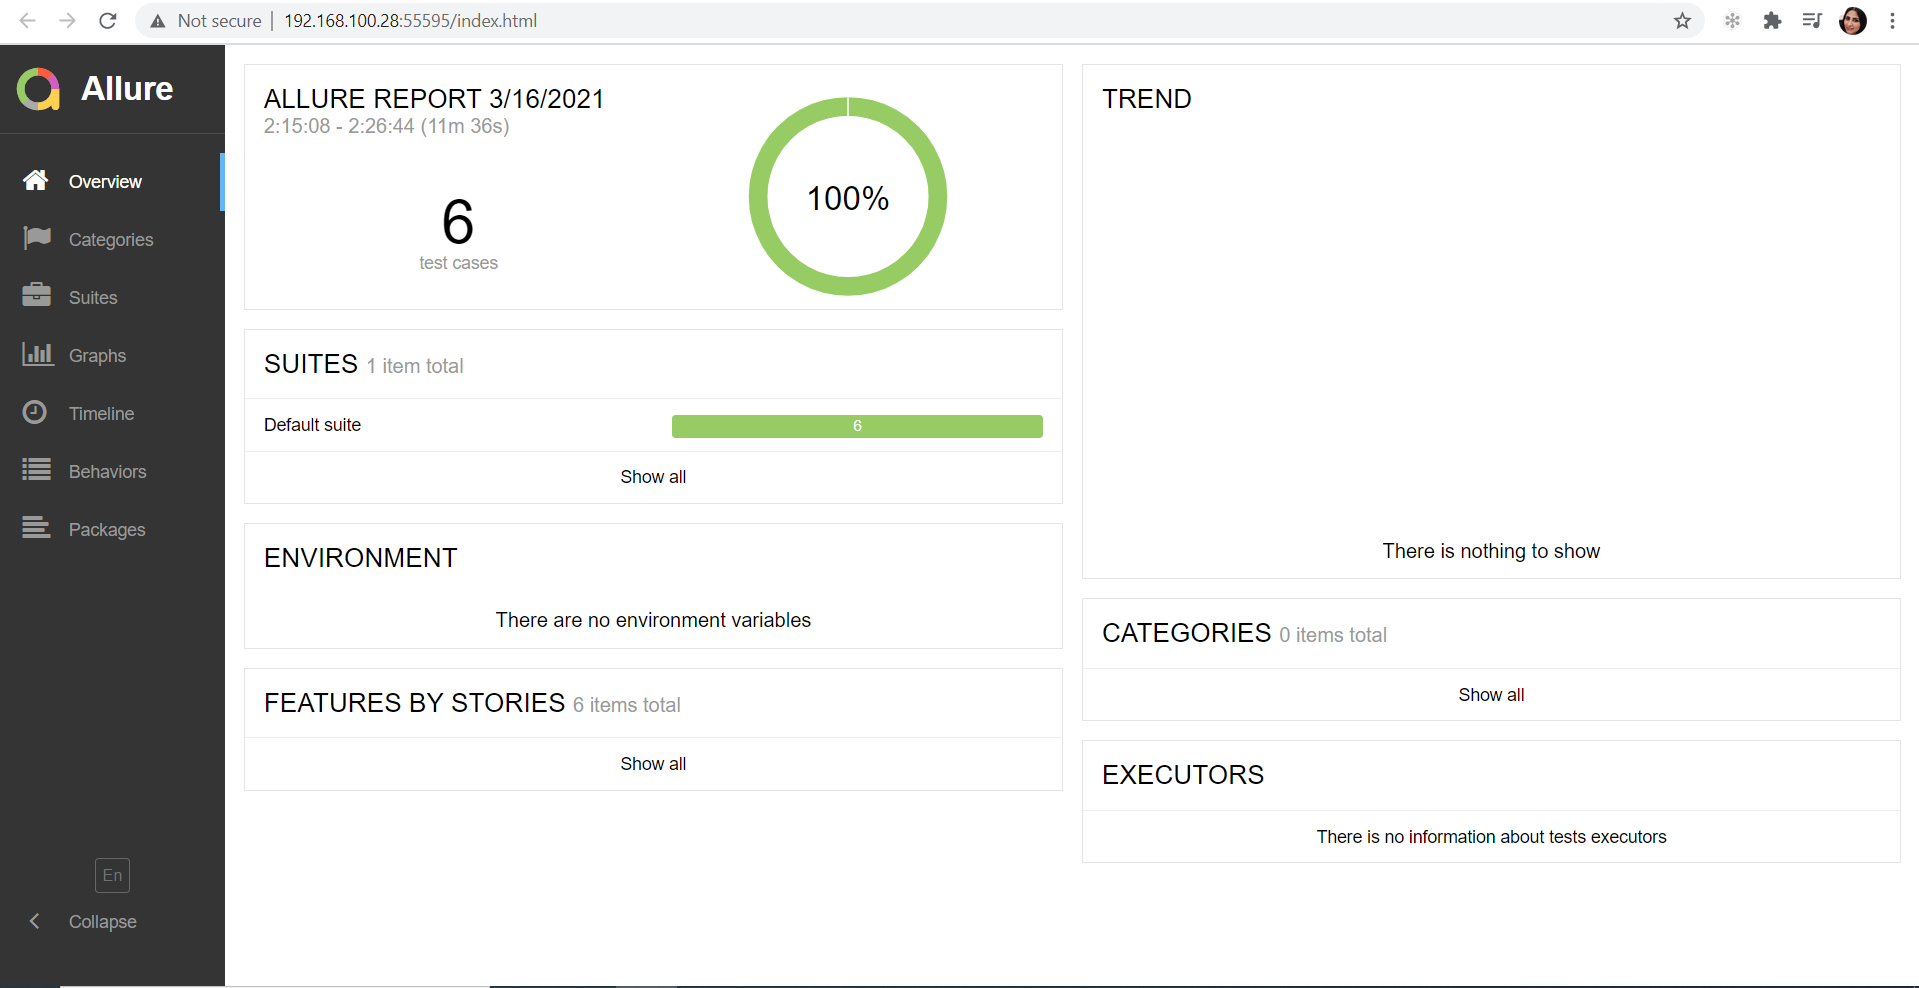 Not secure | 192.168.100.28:55595/index.html
Allure
Overview
Categories
Suites
Graphs
Timeline
Behaviors
Packages
En
Collapse
ALLURE REPORT 3/16/2021
2:15:08 - 2:26:44 (11m 36s)
6
test cases
100%
SUITES 1 item total
Default suite 6
Show all
ENVIRONMENT
There are no environment variables
FEATURES BY STORIES 6 items total
Show all
TREND
There is nothing to show
CATEGORIES 0 items total
Show all
EXECUTORS
There is no information about tests executors